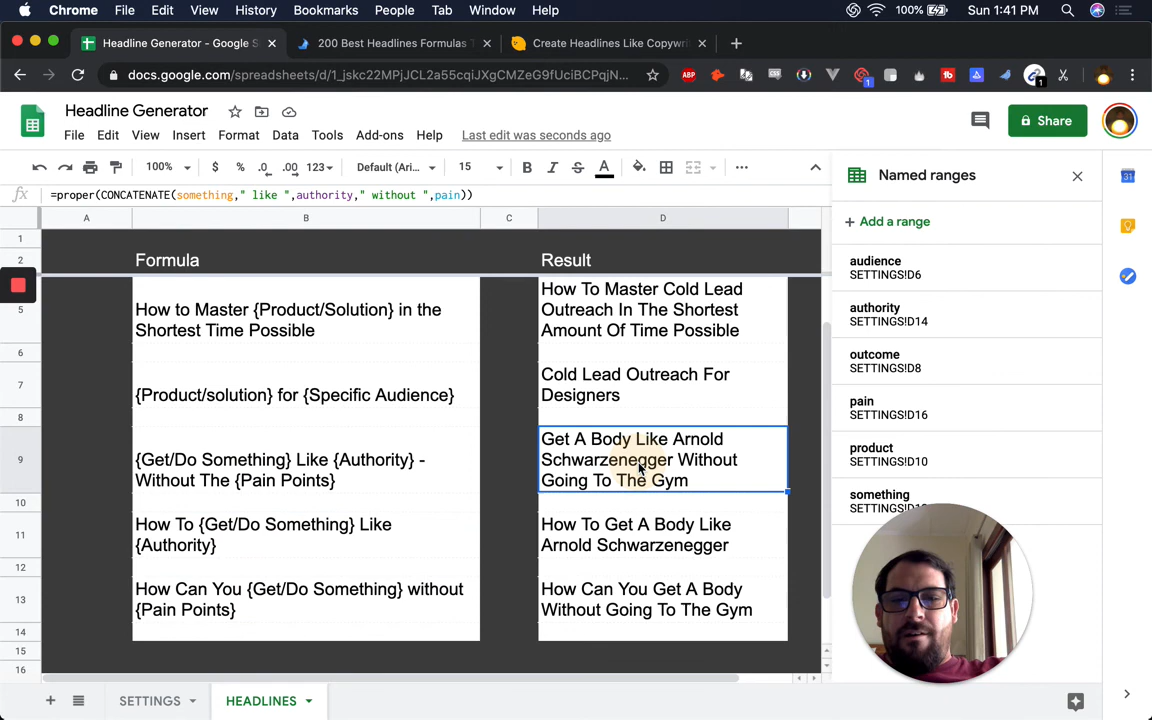 Chrome File Edit View History Bookmarks People Tab Window Help
100% Sun 1:41 PM
Headline Generator - Google S
200 Best Headlines Formulas T
Create Headlines Like Copywri
docs.google.com/spreadsheets/d/1_jskc22MPjJCL2a55cqiJXgCMZeG9fUciBCPqjN...
ABP
1
1
Headline Generator
File Edit View Insert Format Data Tools Add-ons Help Last edit was seconds ago
Share
100% $ % .0 .00 123 Default (Ari... 15 B I S A
fx =proper(CONCATENATE(something," like ",authority," without ",pain))
A B C D
1
2
Formula
Result
5
How to Master {Product/Solution} in the
Shortest Time Possible
How To Master Cold Lead
Outreach In The Shortest
Amount Of Time Possible
6
7
{Product/solution} for {Specific Audience}
Cold Lead Outreach For
Designers
8
9
{Get/Do Something} Like {Authority} -
Without The {Pain Points}
Get A Body Like Arnold
Schwarzenegger Without
Going To The Gym
10
11
How To {Get/Do Something} Like
{Authority}
How To Get A Body Like
Arnold Schwarzenegger
12
13
How Can You {Get/Do Something} without
{Pain Points}
How Can You Get A Body
Without Going To The Gym
14
15
16
Named ranges
+ Add a range
audience
SETTINGS!D6
authority
SETTINGS!D14
outcome
SETTINGS!D8
pain
SETTINGS!D16
product
SETTINGS!D10
something
31
SETTINGS
HEADLINES